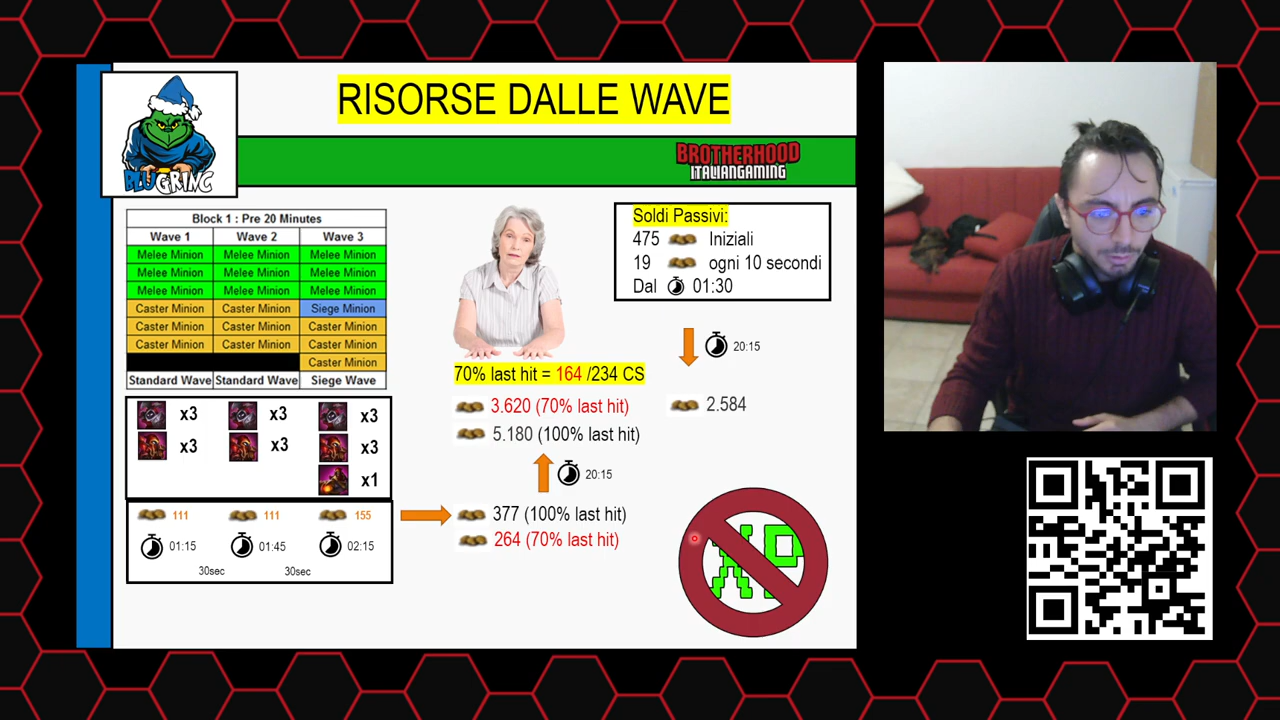 RISORSE DALLE WAVE
BLUGRINC
BROTHERHOOD
ITALIANGAMING
Block 1 : Pre 20 Minutes
Wave 1 Wave 2 Wave 3
Melee Minion Melee Minion Melee Minion
Melee Minion Melee Minion Melee Minion
Melee Minion Melee Minion Melee Minion
Caster Minion Caster Minion Siege Minion
Caster Minion Caster Minion Caster Minion
Caster Minion Caster Minion Caster Minion
Caster Minion
Standard Wave Standard Wave Siege Wave
x3 x3 x3
x3 x3 x3
x1
111 111 155
01:15 01:45 02:15
30sec 30sec
70% last hit = 164 /234 CS
3.620 (70% last hit)
5.180 (100% last hit)
20:15
377 (100% last hit)
264 (70% last hit)
Soldi Passivi:
475 Iniziali
19 ogni 10 secondi
Dal 01:30
20:15
2.584
XP